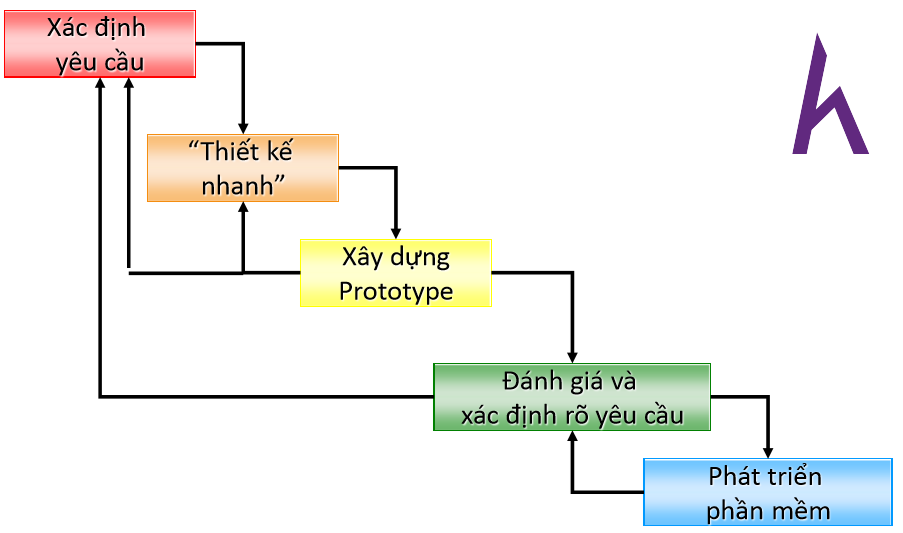 Xác định
yêu cầu
“Thiết kế
nhanh”
Xây dựng
Prototype
Đánh giá và
xác định rõ yêu cầu
Phát triển
phần mềm